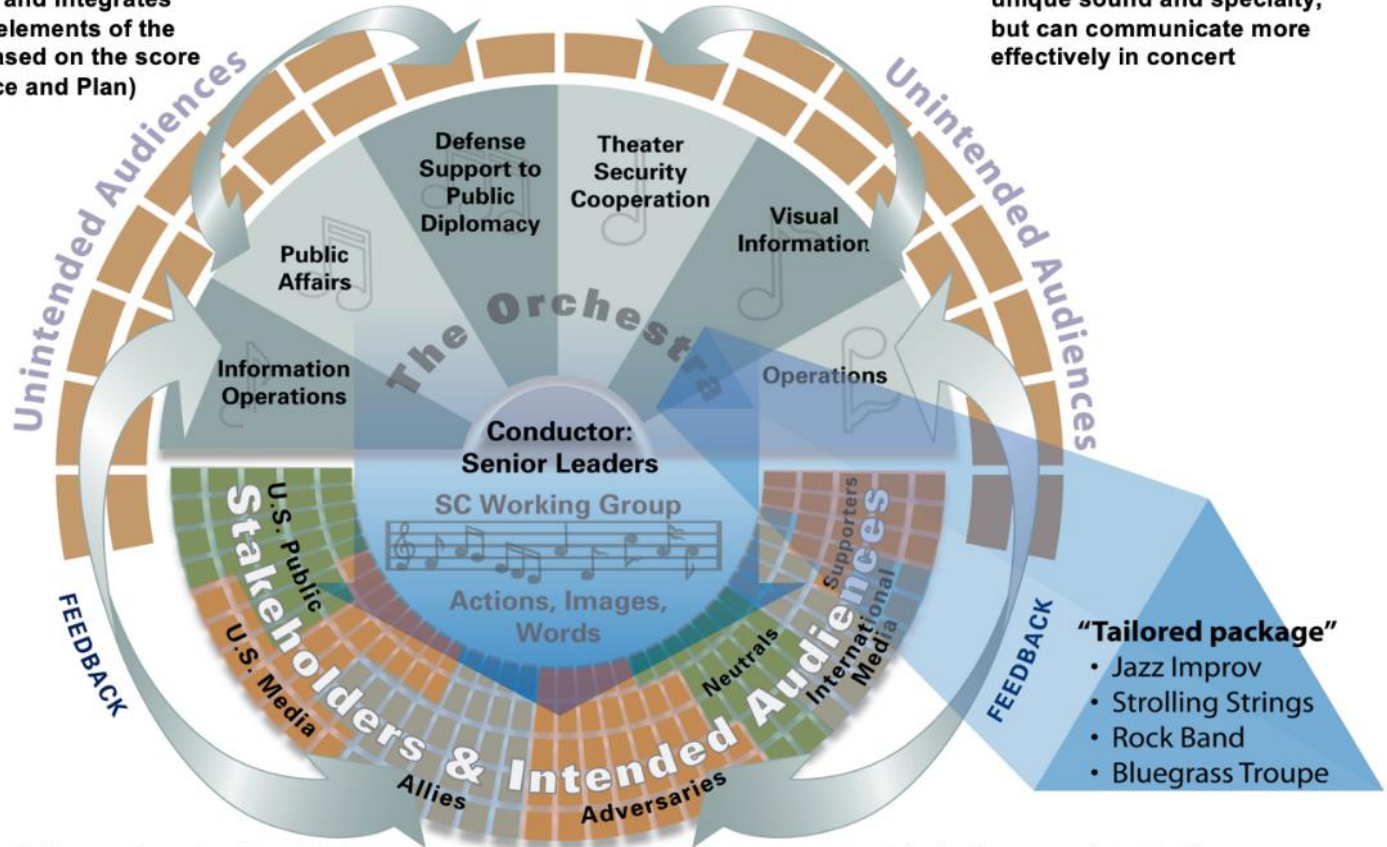 and integrates
elements of the
ased on the score
ce and Plan)
unique sound and specialty,
but can communicate more
effectively in concert
Unintended Audiences
Unintended Audiences
Defense
Support to
Public
Diplomacy
Theater
Security
Cooperation
Public
Affairs
Visual
Information
Information
Operations
Operations
The Orchestra
Conductor:
Senior Leaders
SC Working Group
Actions, Images,
Words
Stakeholders & Intended Audiences
U.S. Public
U.S. Media
Allies
Adversaries
Neutrals
International
Media
Supporters
FEEDBACK
FEEDBACK
“Tailored package”
• Jazz Improv
• Strolling Strings
• Rock Band
• Bluegrass Troupe